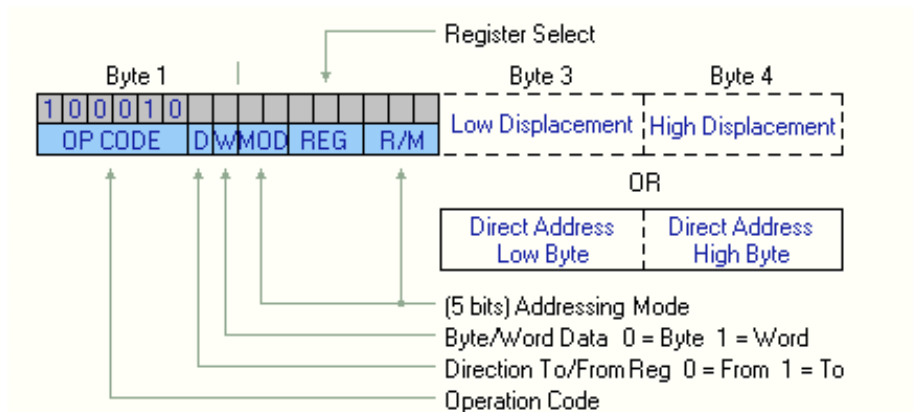 Register Select
Byte 1 Byte 3 Byte 4
1 0 0 0 1 0
OP CODE D W MOD REG R/M
Low Displacement High Displacement
OR
Direct Address Direct Address
Low Byte High Byte
(5 bits) Addressing Mode
Byte/Word Data 0 = Byte 1 = Word
Direction To/From Reg 0 = From 1 = To
Operation Code